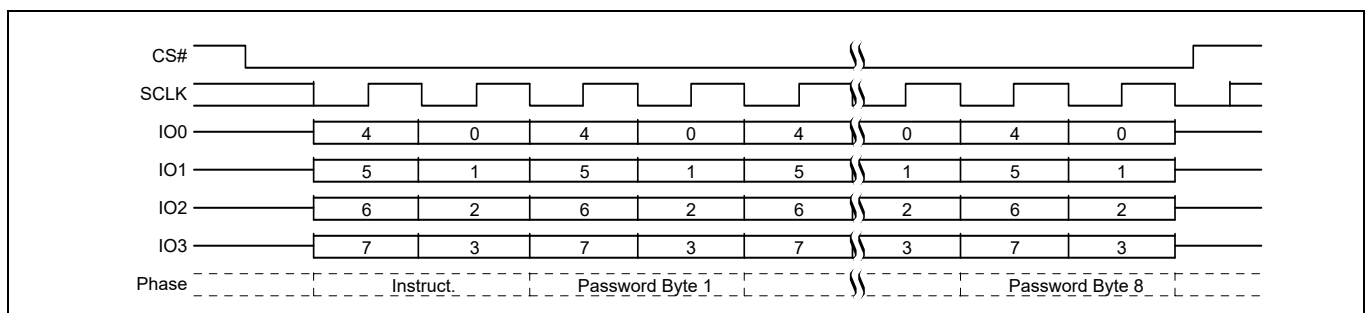 CS#
SCLK
IO0 4 0 4 0 4 0 4 0
IO1 5 1 5 1 5 1 5 1
IO2 6 2 6 2 6 2 6 2
IO3 7 3 7 3 7 3 7 3
Phase Instruct. Password Byte 1 Password Byte 8